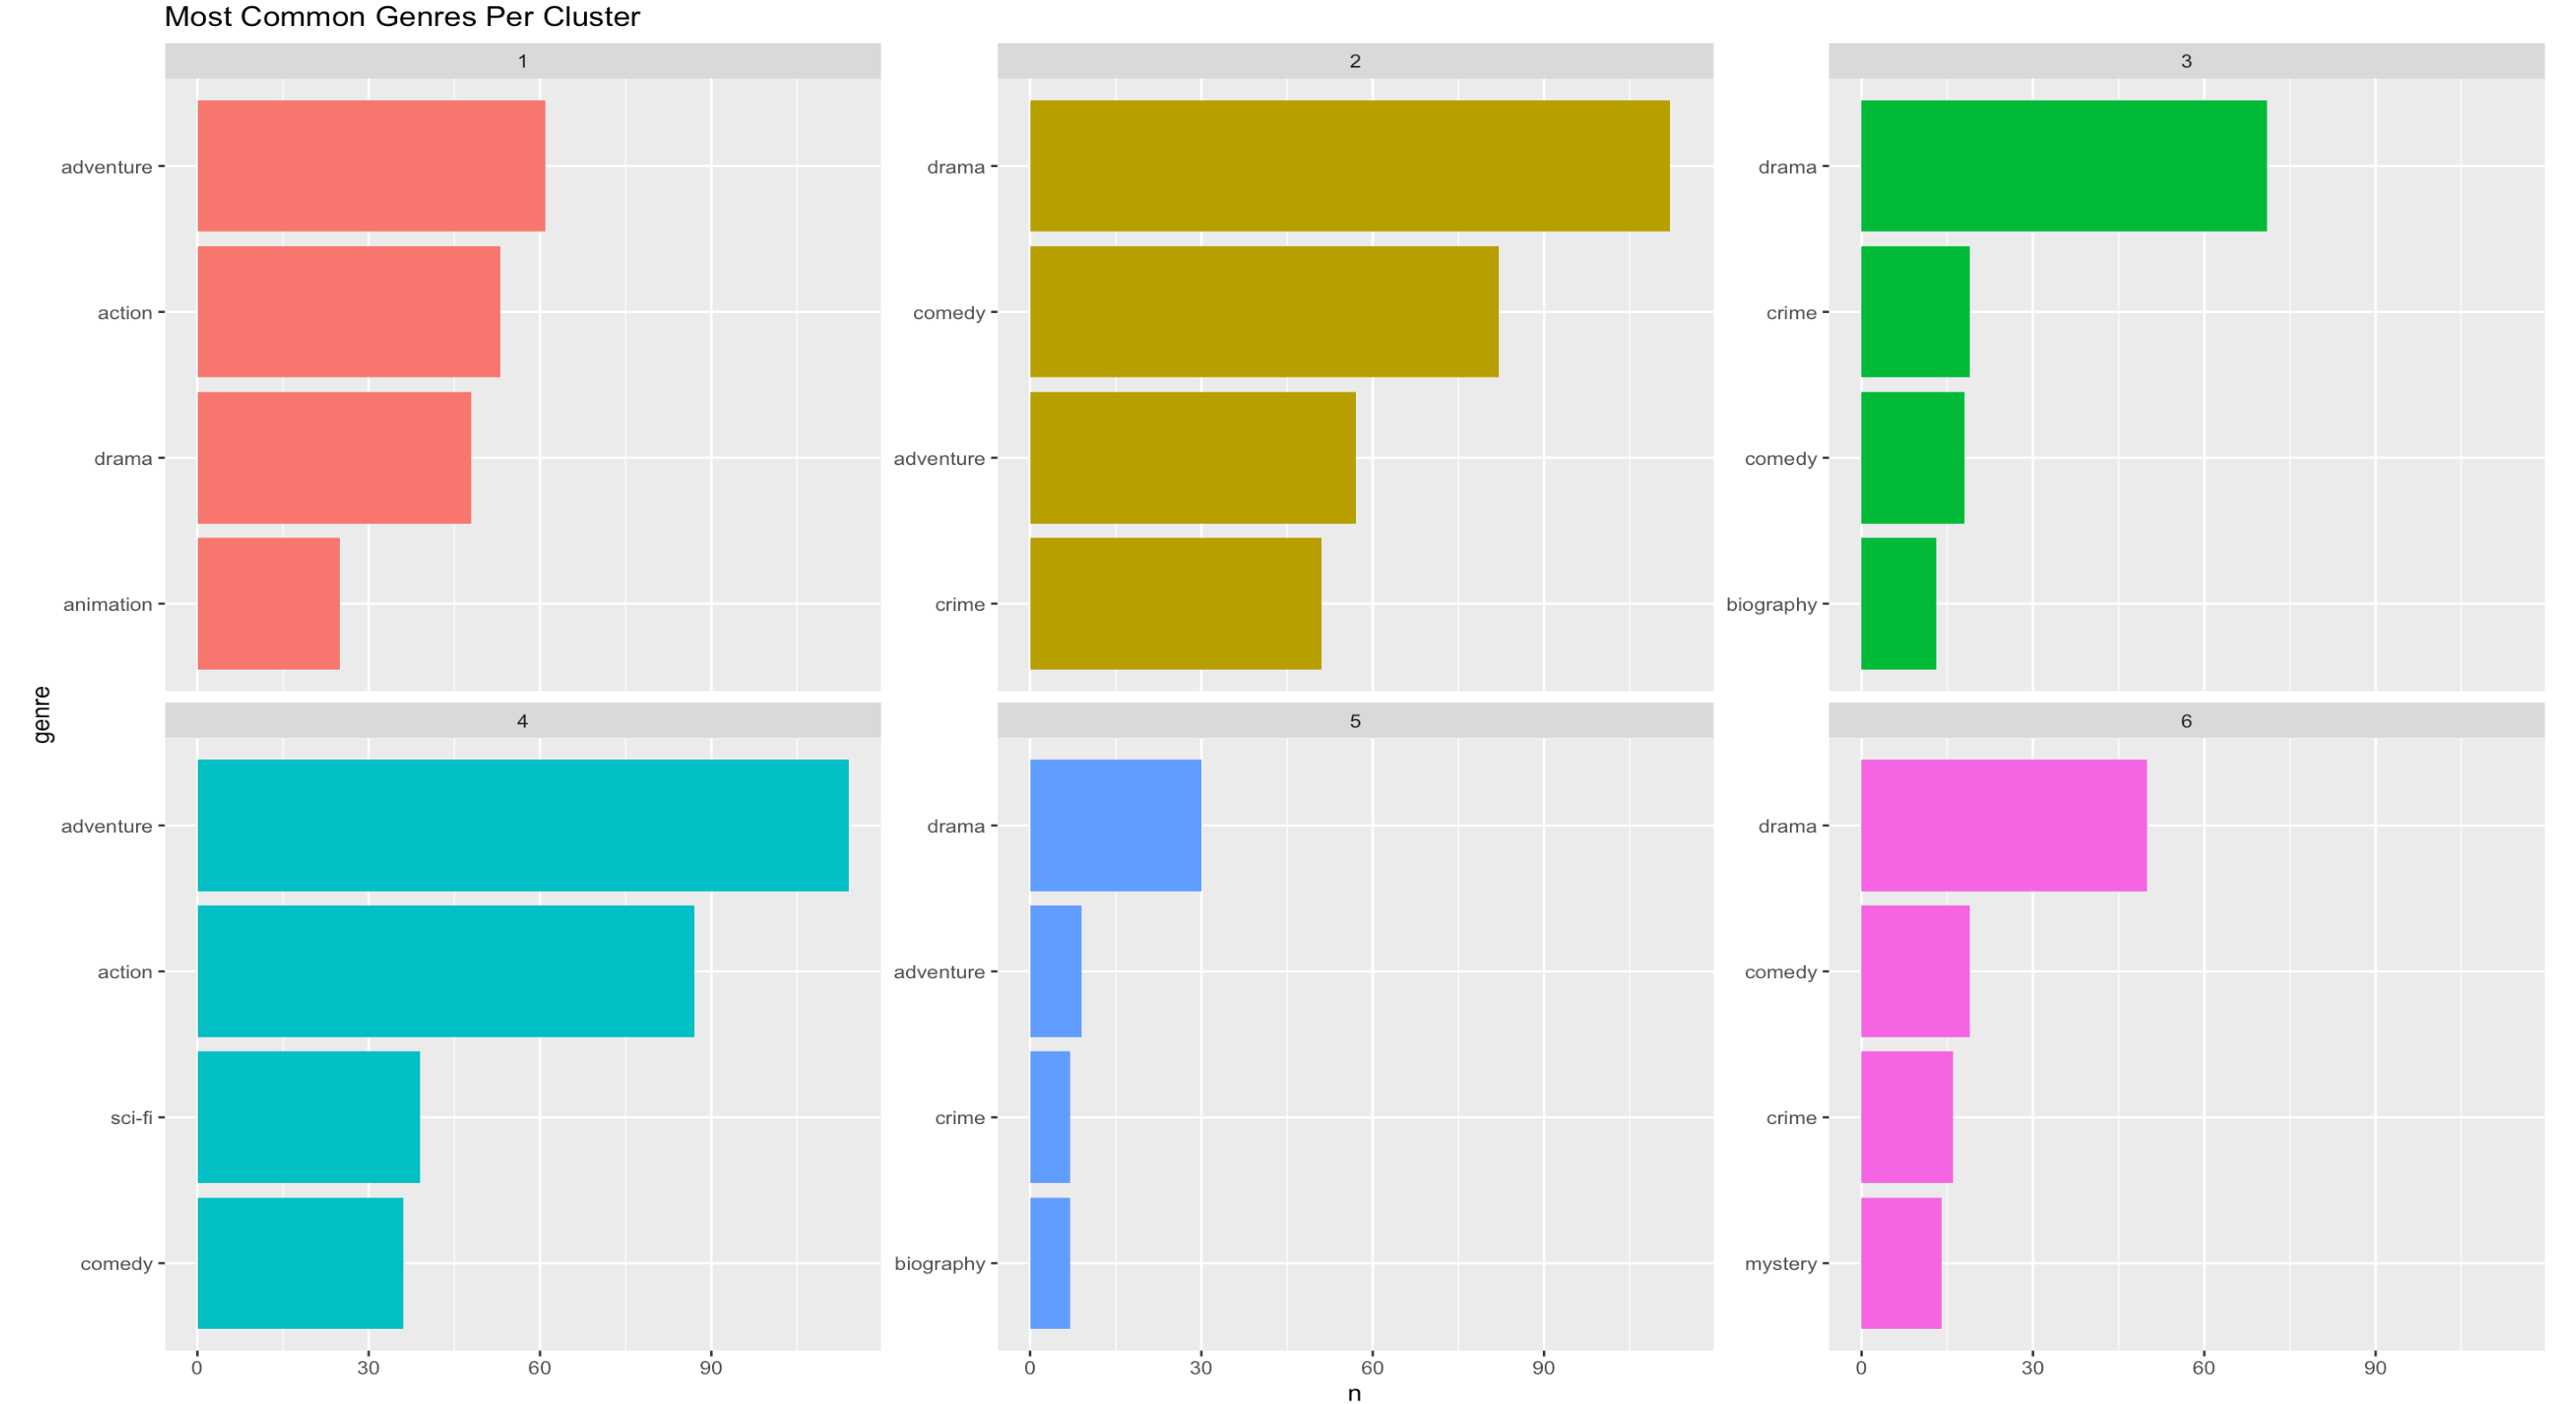 Most Common Genres Per Cluster
1
adventure
action
drama
animation
2
drama
comedy
adventure
crime
3
drama
crime
comedy
biography
genre
4
adventure
action
sci-fi
comedy
0 30 60 90
5
drama
adventure
crime
biography
0 30 60 90
6
drama
comedy
crime
mystery
0 30 60 90
n